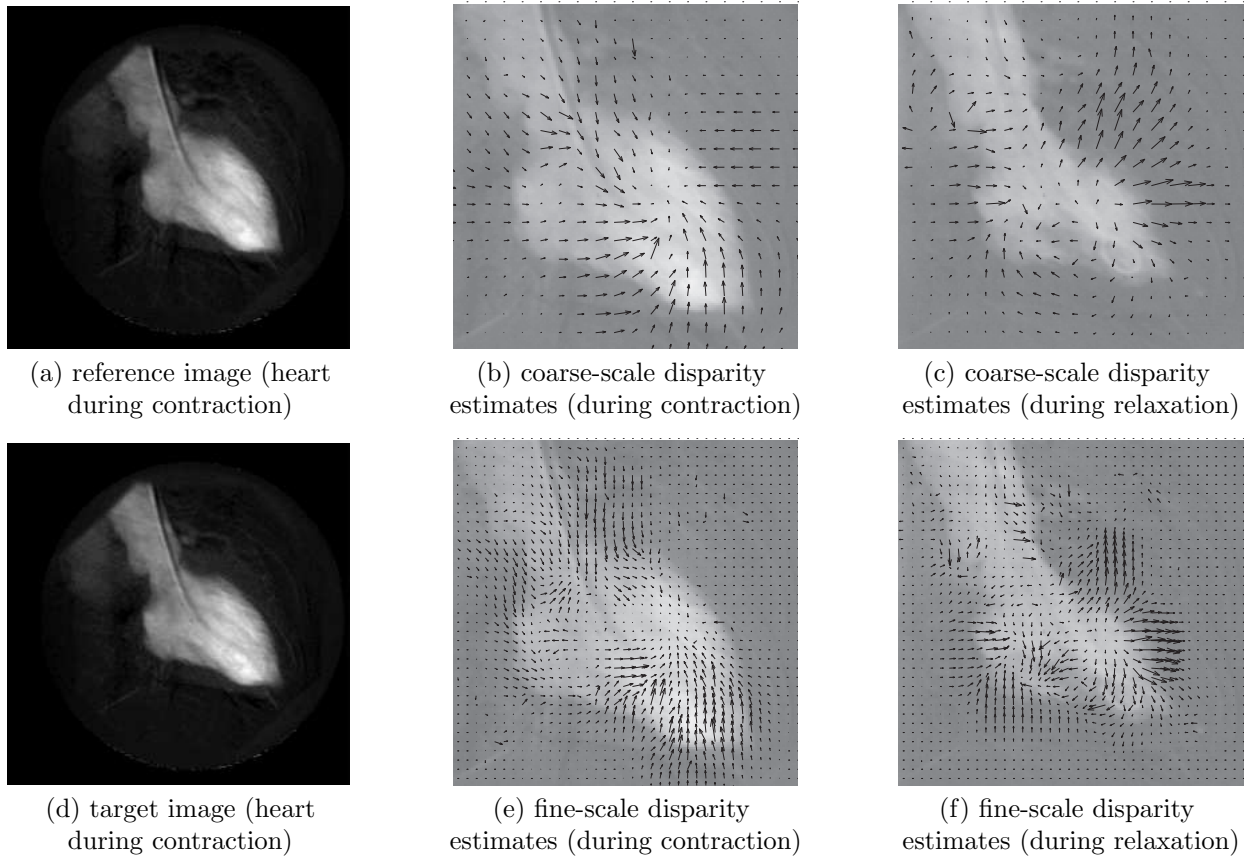 (a) reference image (heart
during contraction)
(b) coarse-scale disparity
estimates (during contraction)
(c) coarse-scale disparity
estimates (during relaxation)
(d) target image (heart
during contraction)
(e) fine-scale disparity
estimates (during contraction)
(f) fine-scale disparity
estimates (during relaxation)